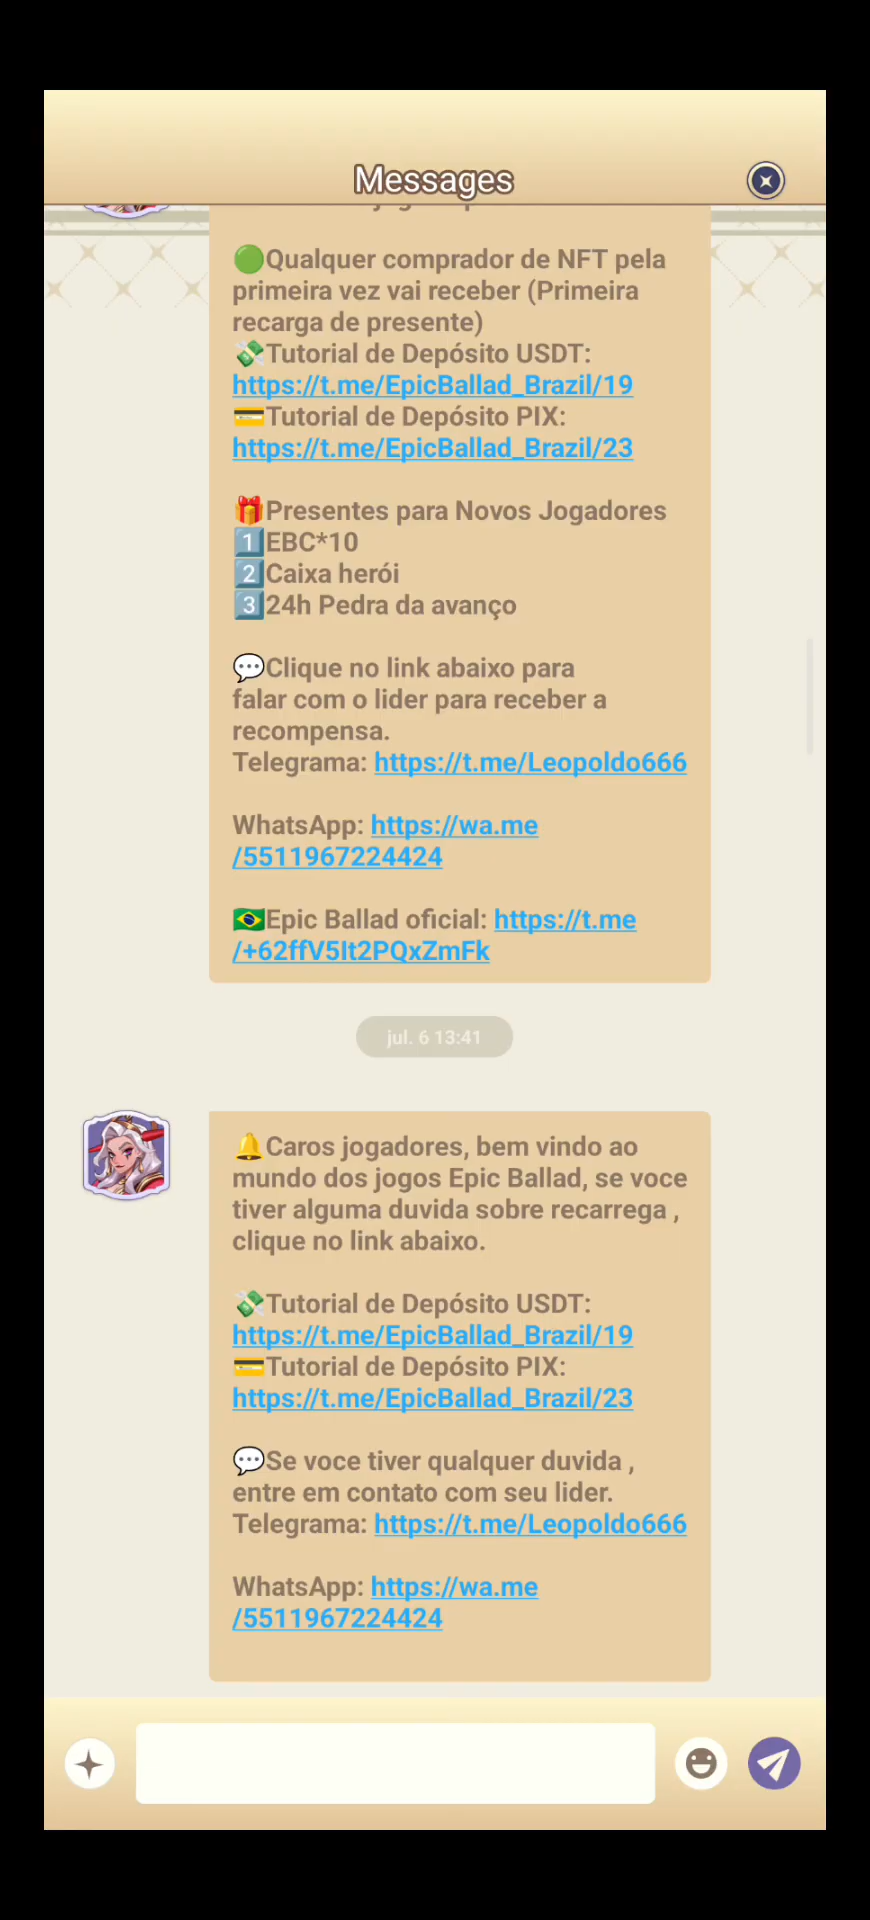 Messages
🟢Qualquer comprador de NFT pela
primeira vez vai receber (Primeira
recarga de presente)
💸Tutorial de Depósito USDT:
https://t.me/EpicBallad_Brazil/19
💳Tutorial de Depósito PIX:
https://t.me/EpicBallad_Brazil/23
🎁Presentes para Novos Jogadores
1️⃣EBC*10
2️⃣Caixa herói
3️⃣24h Pedra da avanço
💬Clique no link abaixo para
falar com o lider para receber a
recompensa.
Telegrama: https://t.me/Leopoldo666
WhatsApp: https://wa.me
/5511967224424
🇧🇷Epic Ballad oficial: https://t.me
/+62ffV5It2PQxZmFk
jul. 6 13:41
🔔Caros jogadores, bem vindo ao
mundo dos jogos Epic Ballad, se voce
tiver alguma duvida sobre recarrega ,
clique no link abaixo.
💸Tutorial de Depósito USDT:
https://t.me/EpicBallad_Brazil/19
💳Tutorial de Depósito PIX:
https://t.me/EpicBallad_Brazil/23
💬Se voce tiver qualquer duvida ,
entre em contato com seu lider.
Telegrama: https://t.me/Leopoldo666
WhatsApp: https://wa.me
/5511967224424